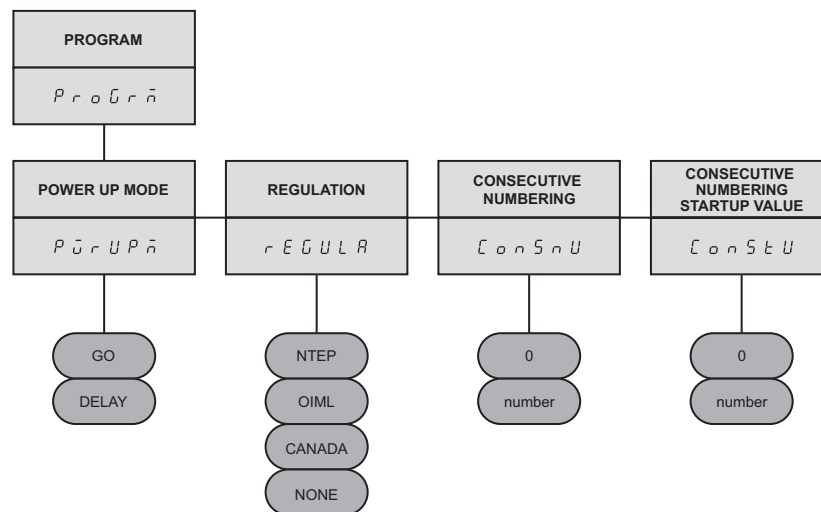 PROGRAM
ProGrm
POWER UP MODE
PwrUPm
GO
DELAY
REGULATION
rEGULA
NTEP
OIML
CANADA
NONE
CONSECUTIVE
NUMBERING
ConSnU
0
number
CONSECUTIVE
NUMBERING
STARTUP VALUE
ConStU
0
number